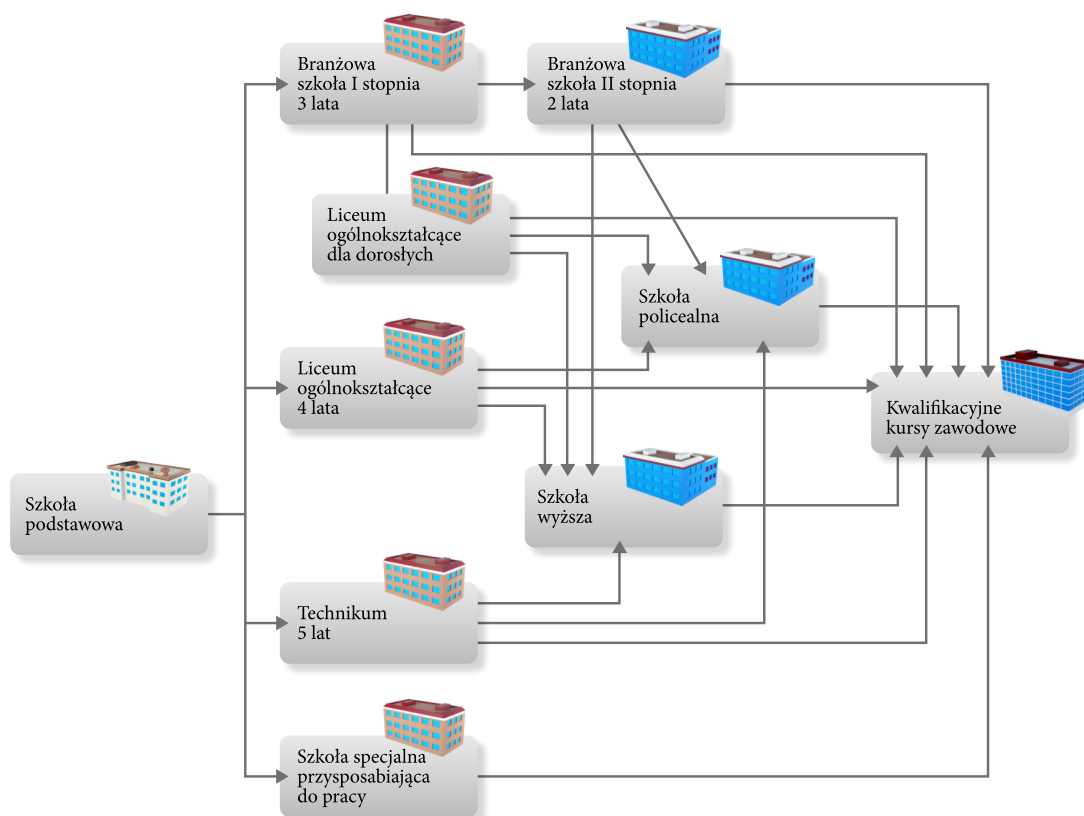 Branżowa
szkoła I stopnia
3 lata
Branżowa
szkoła II stopnia
2 lata
Liceum
ogólnokształcące
dla dorosłych
Szkoła
policealna
Liceum
ogólnokształcące
4 lata
Kwalifikacyjne
kursy zawodowe
Szkoła
podstawowa
Szkoła
wyższa
Technikum
5 lat
Szkoła specjalna
przysposabiająca
do pracy